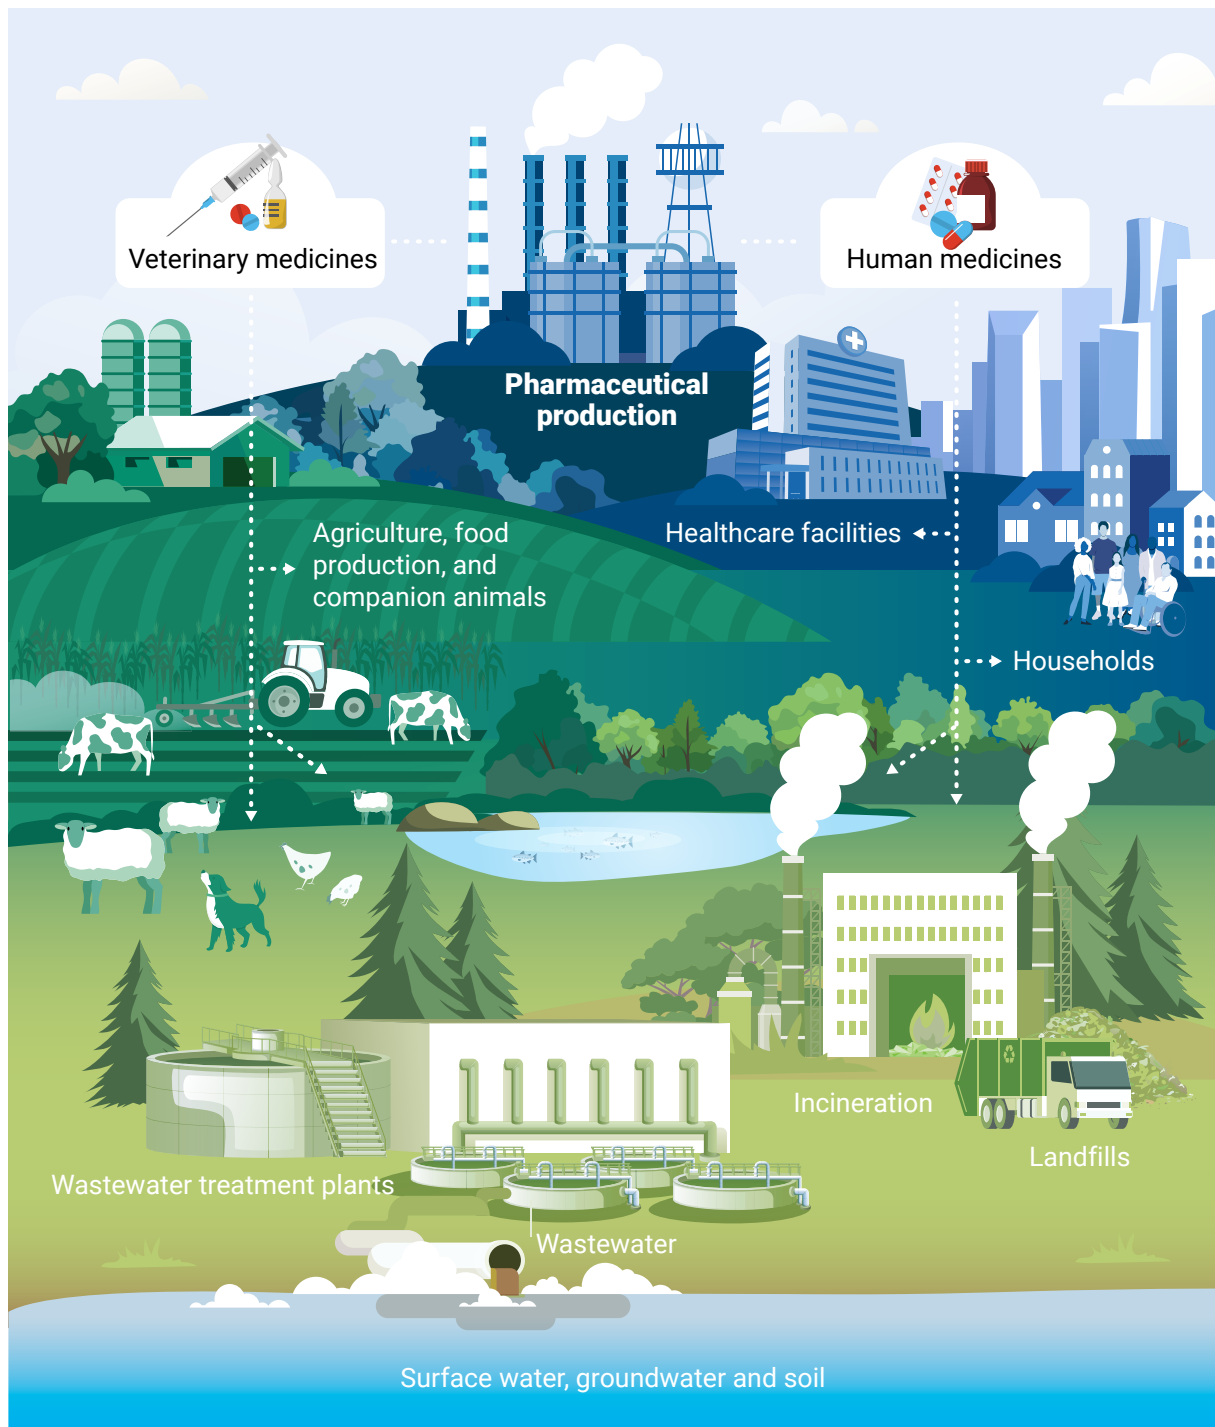 Veterinary medicines
Human medicines
Pharmaceutical
production
Agriculture, food
production, and
companion animals
Healthcare facilities
Households
Incineration
Landfills
Wastewater treatment plants
Wastewater
Surface water, groundwater and soil